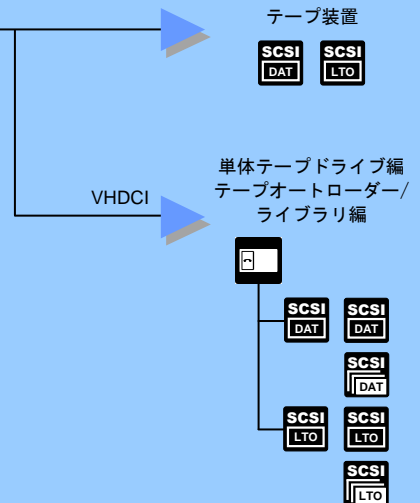 テープ装置
SCSI SCSI
DAT LTO
単体テープドライブ編
テープオートローダー/
ライブラリ編
VHDCI
SCSI SCSI
DAT DAT
SCSI
DAT
SCSI SCSI
LTO LTO
SCSI
LTO